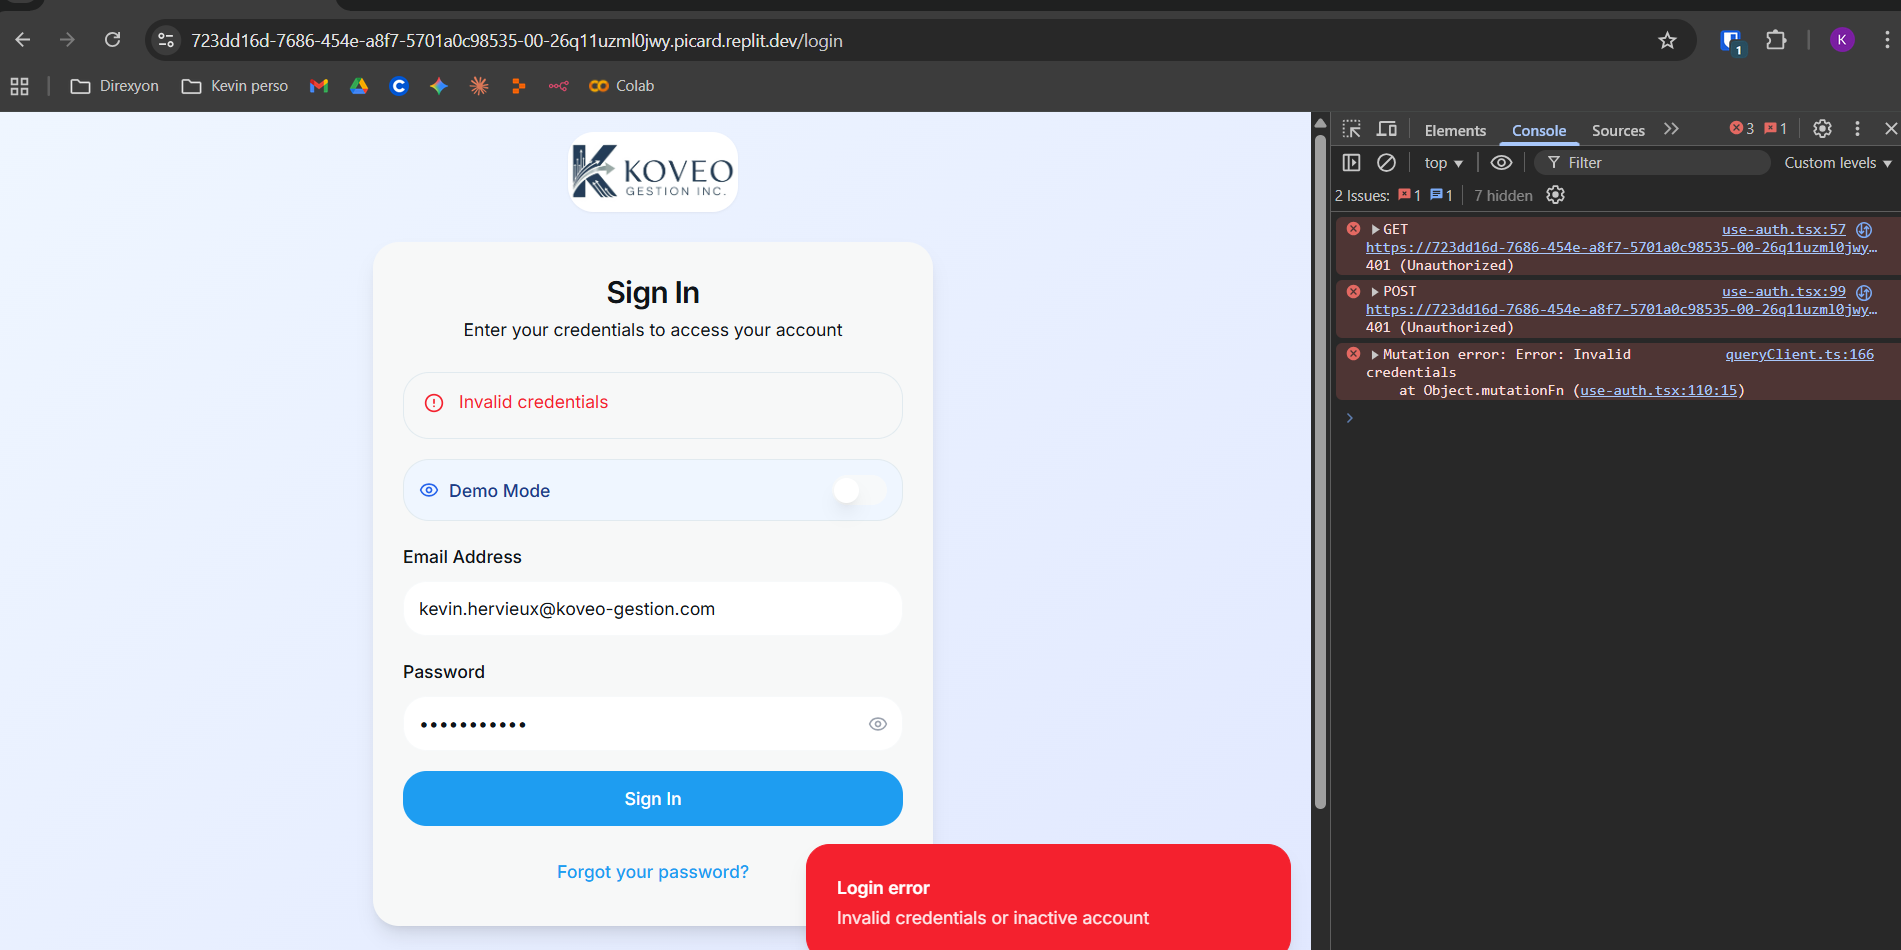 723dd16d-7686-454e-a8f7-5701a0c98535-00-26q11uzml0jwy.picard.replit.dev/login
1
K
Direxyon
Kevin perso
Colab
KOVEO
GESTION INC.
Sign In
Enter your credentials to access your account
Invalid credentials
Demo Mode
Email Address
kevin.hervieux@koveo-gestion.com
Password
•••••••••••
Sign In
Forgot your password?
Login error
Invalid credentials or inactive account
Elements Console Sources 3 1
top Filter Custom levels
2 Issues: 1 1 7 hidden
GET use-auth.tsx:57
https://723dd16d-7686-454e-a8f7-5701a0c98535-00-26q11uzml0jwy…
401 (Unauthorized)
POST use-auth.tsx:99
https://723dd16d-7686-454e-a8f7-5701a0c98535-00-26q11uzml0jwy…
401 (Unauthorized)
Mutation error: Error: Invalid queryClient.ts:166
credentials
at Object.mutationFn (use-auth.tsx:110:15)